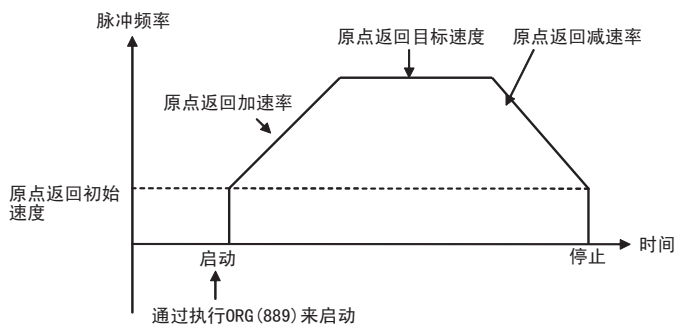 脉冲频率
原点返回目标速度
原点返回减速率
原点返回加速率
原点返回初始
速度
时间
启动
停止
通过执行ORG(889)来启动